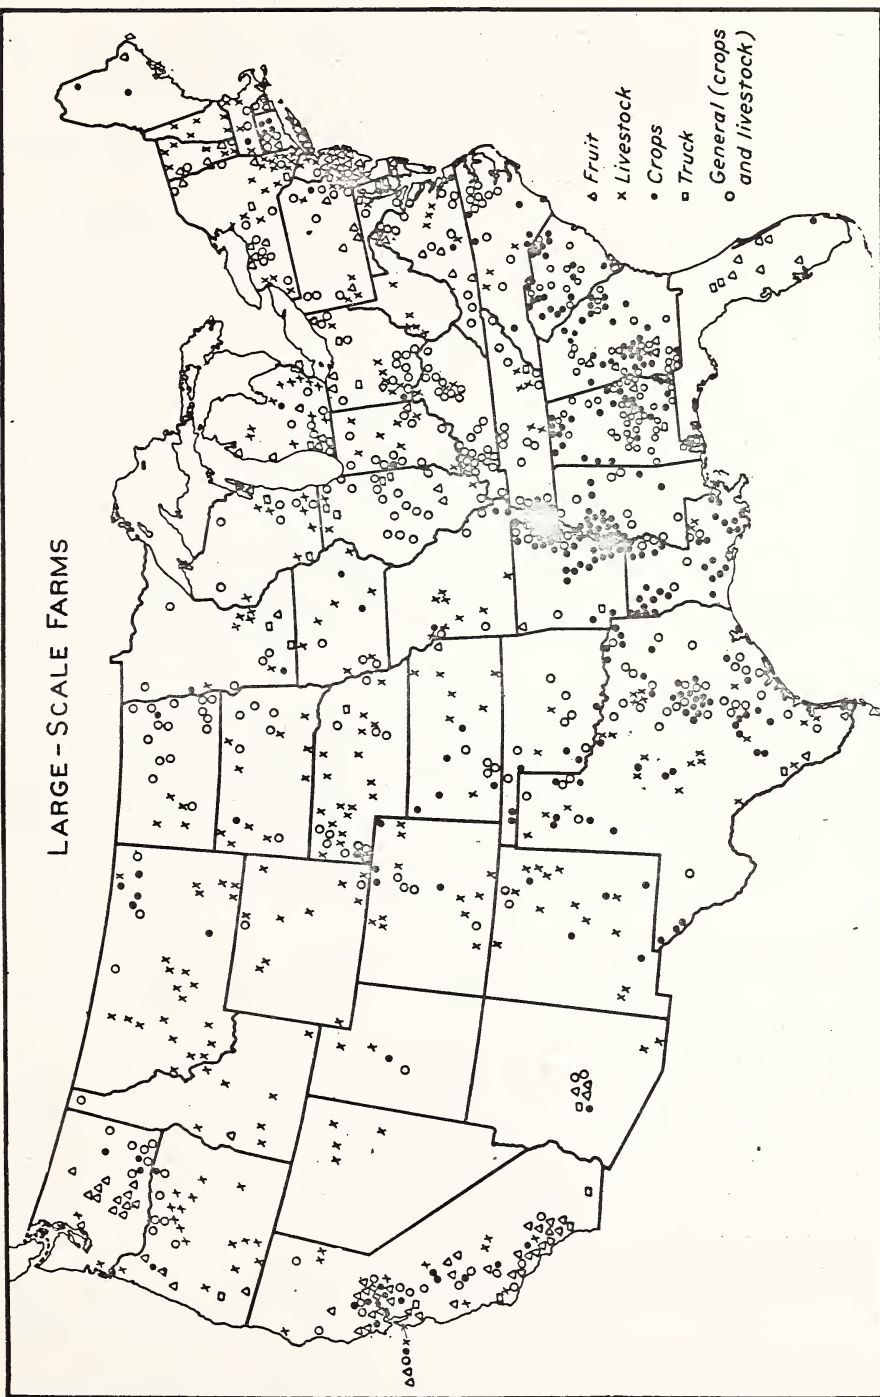 LARGE-SCALE FARMS
Fruit
Livestock
Crops
Truck
General (crops
and livestock)